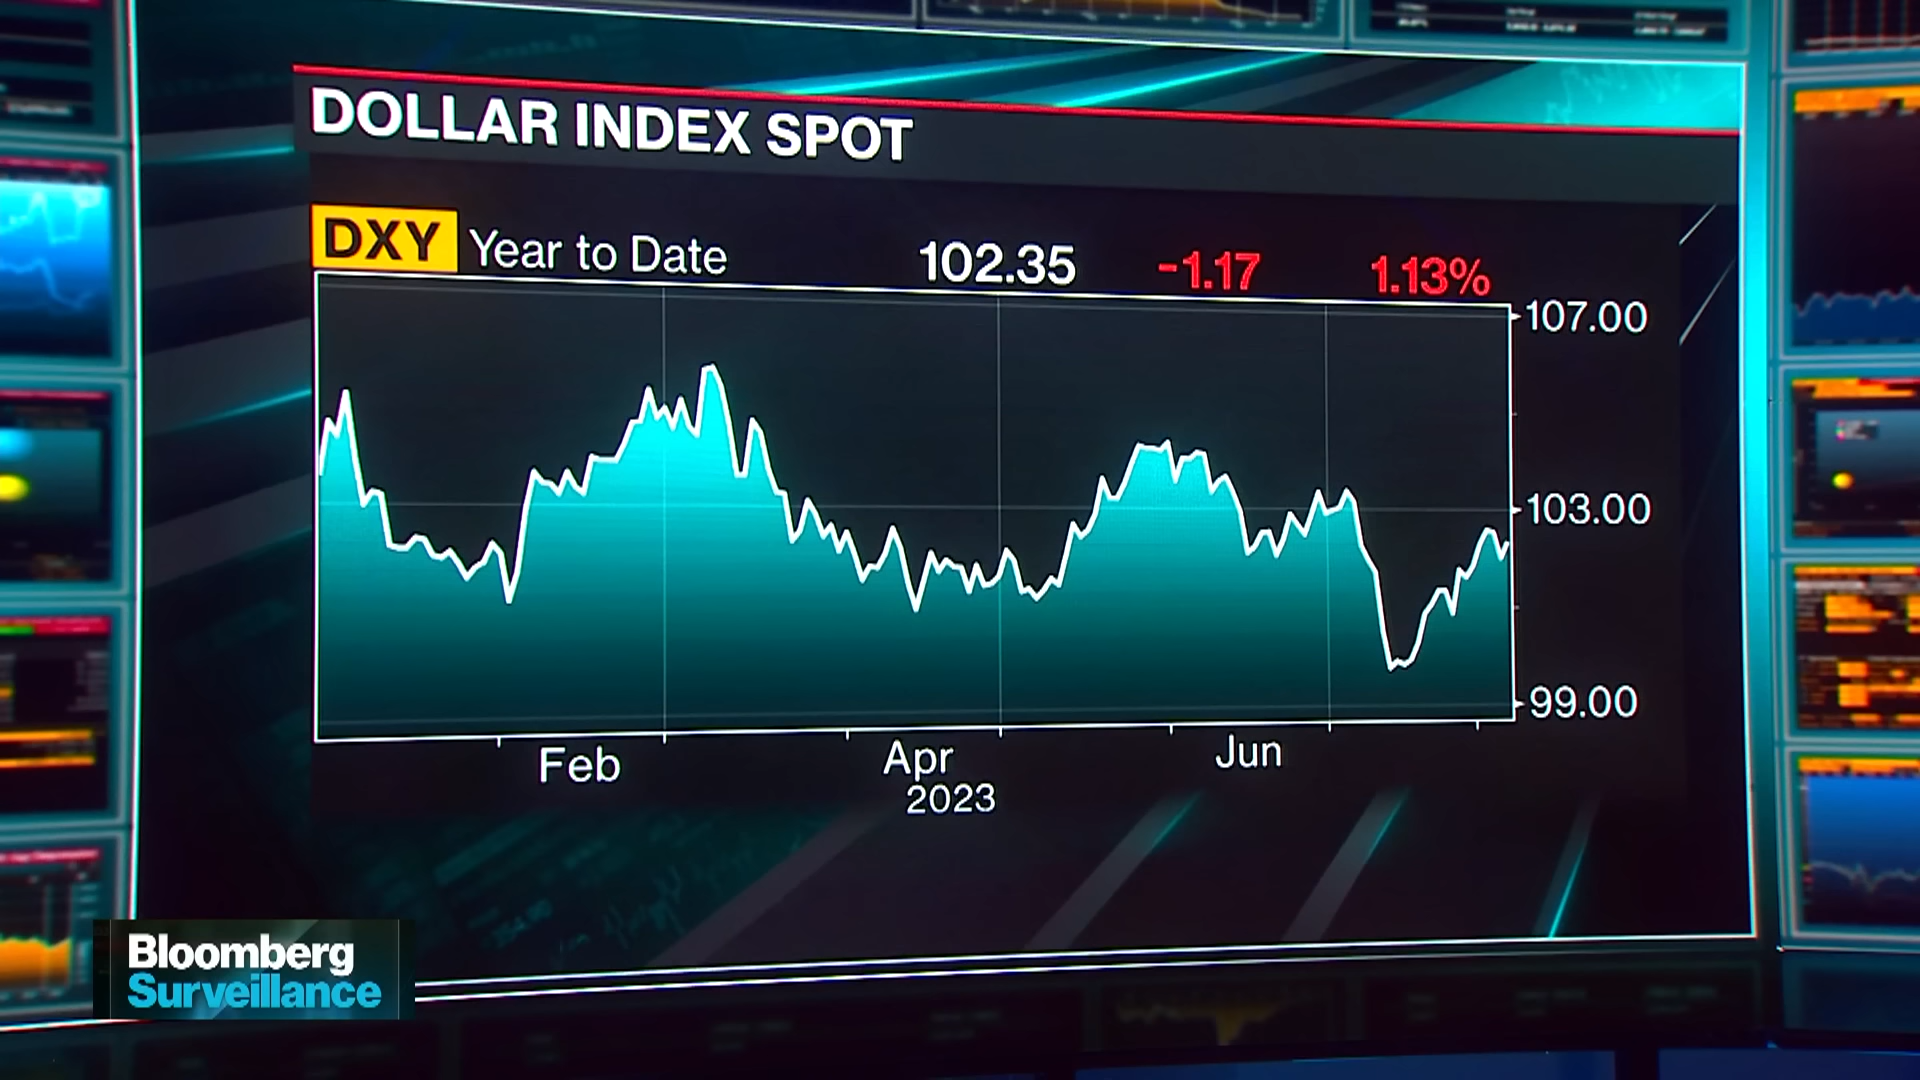 DOLLAR INDEX SPOT
DXY Year to Date 102.35 -1.17 1.13%
107.00
103.00
99.00
Feb Apr Jun
2023
Bloomberg
Surveillance